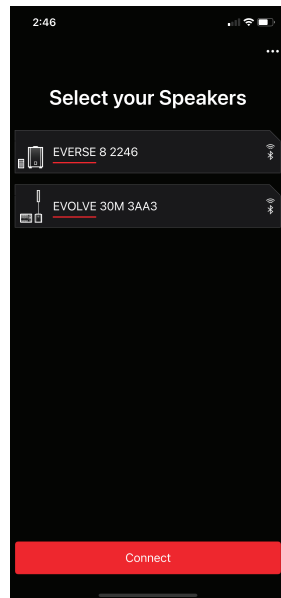 2:46
Select your Speakers
EVERSE 8 2246
EVOLVE 30M 3AA3
Connect